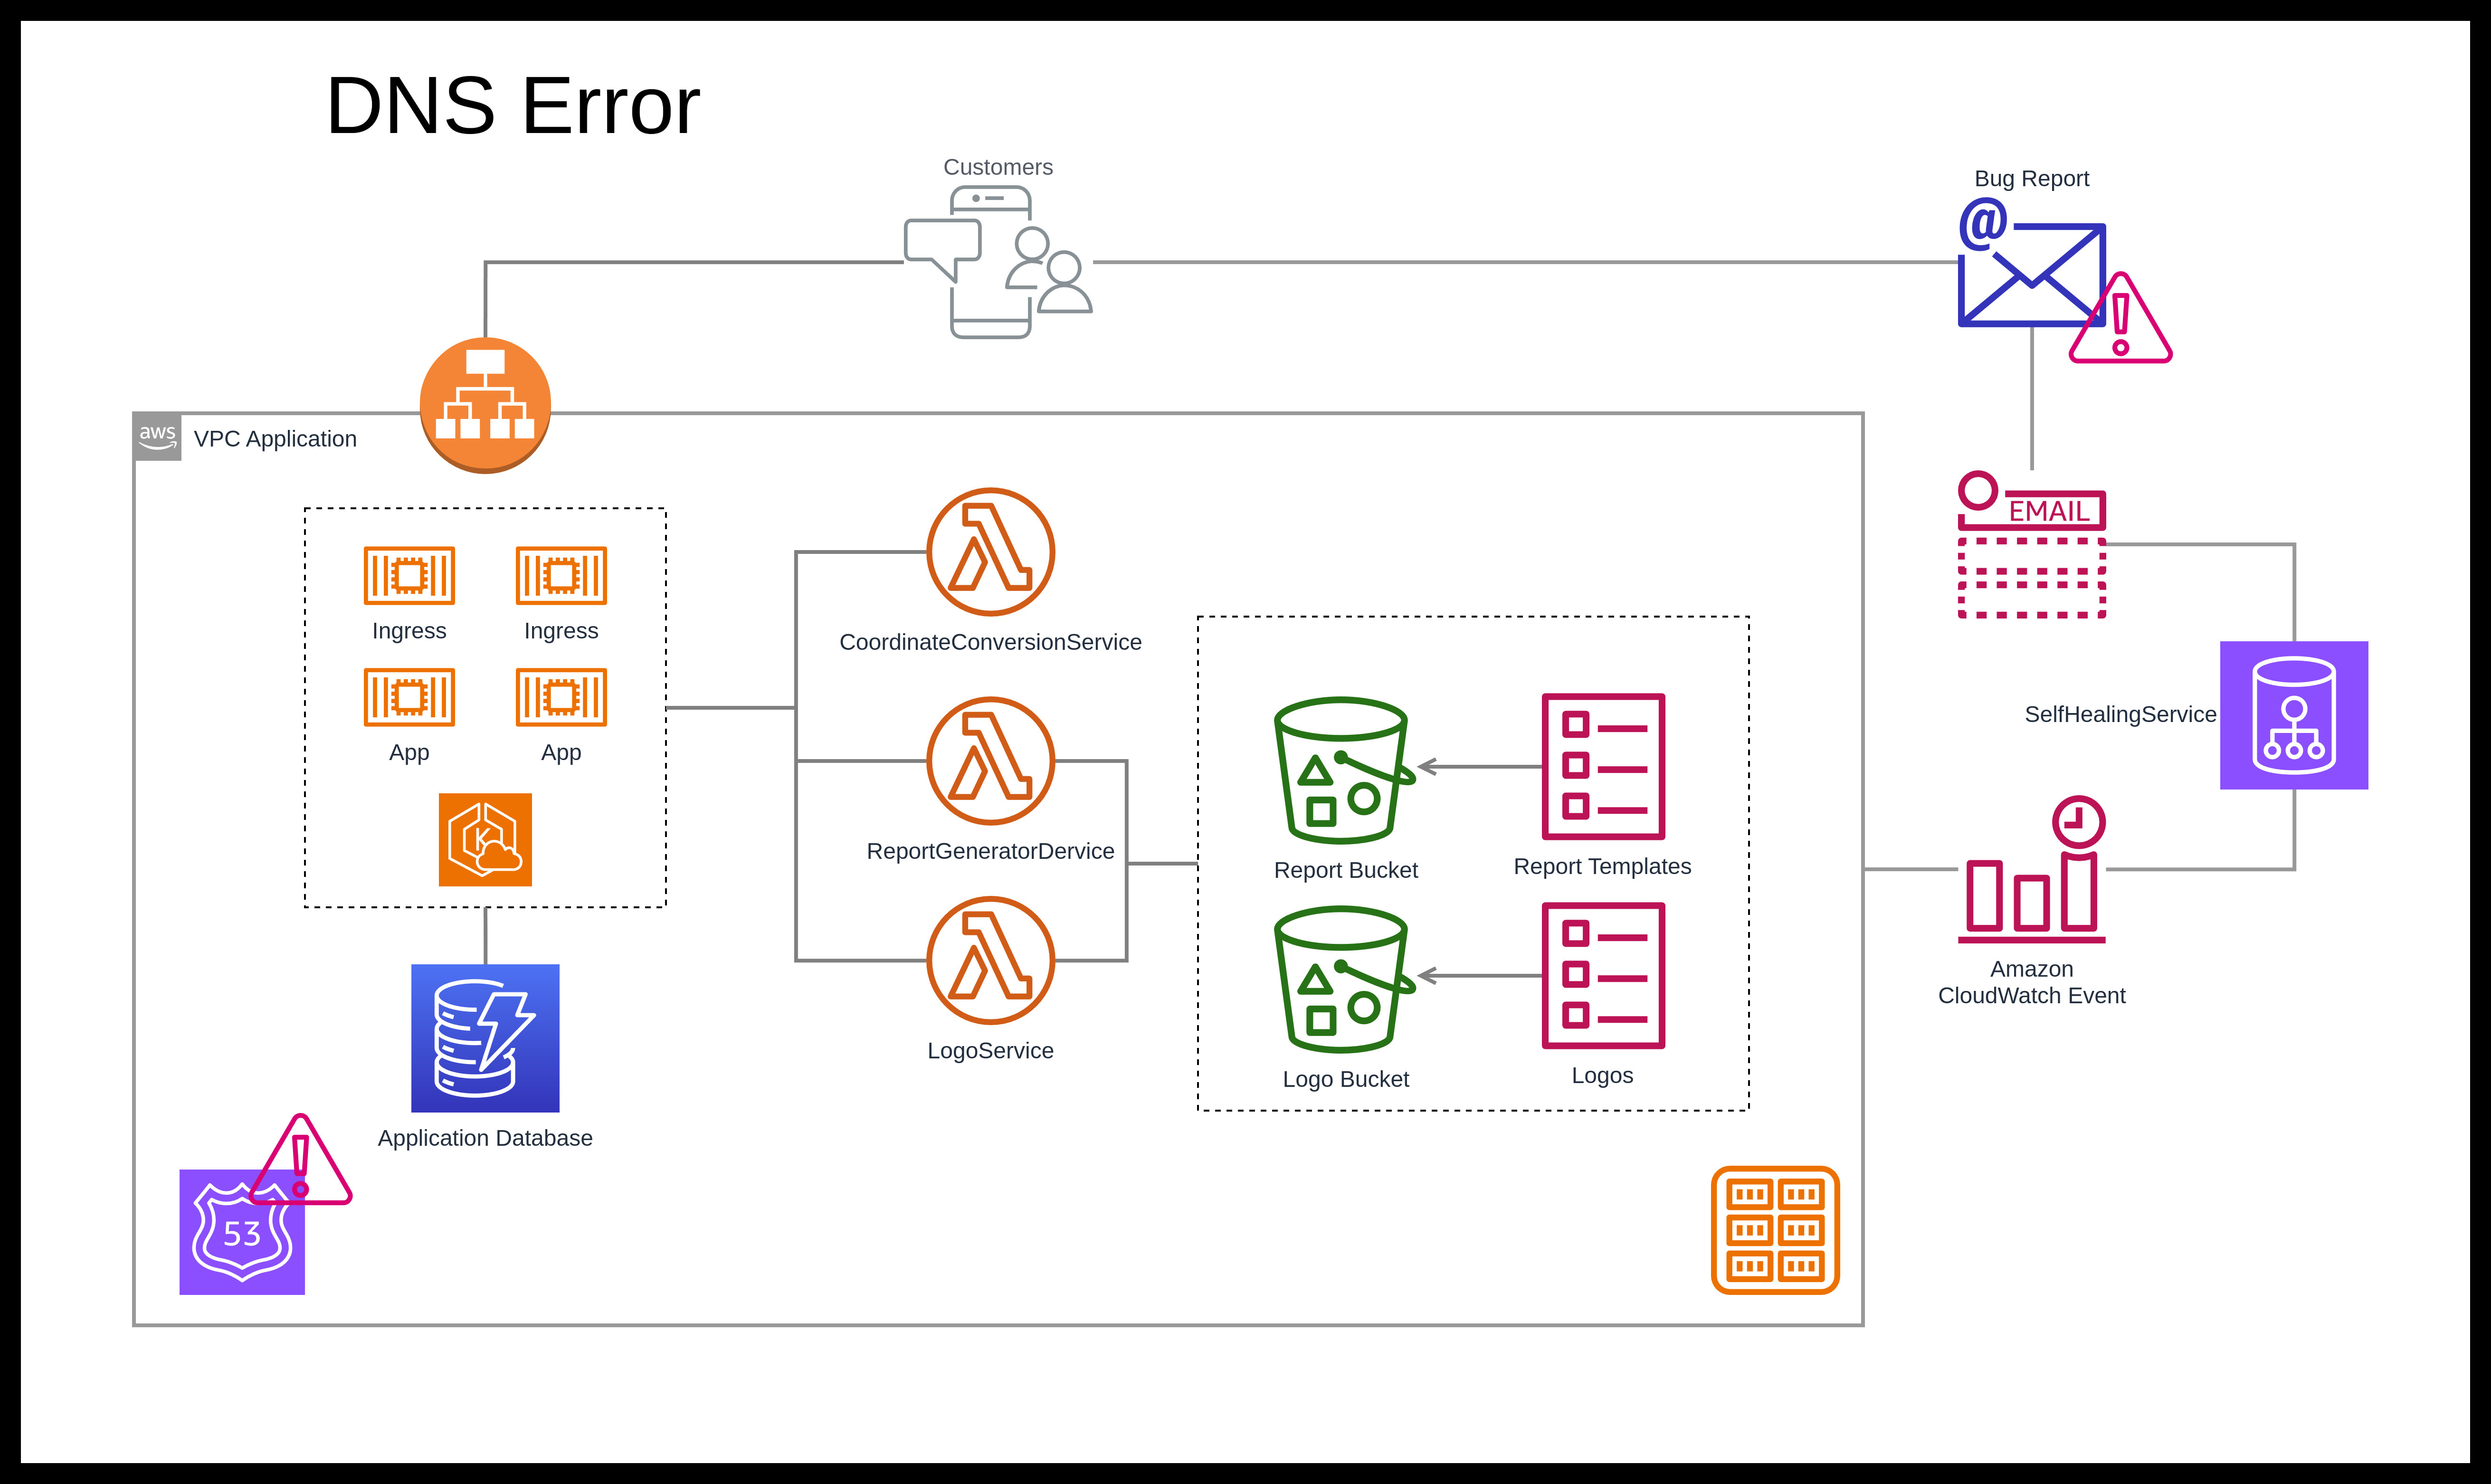 DNS Error
Customers
Bug Report
@
aws
VPC Application
EMAIL
Ingress
Ingress
CoordinateConversionService
App
App
SelfHealingService
K
ReportGeneratorDervice
Report Bucket
Report Templates
Amazon
CloudWatch Event
LogoService
Logo Bucket
Logos
Application Database
53